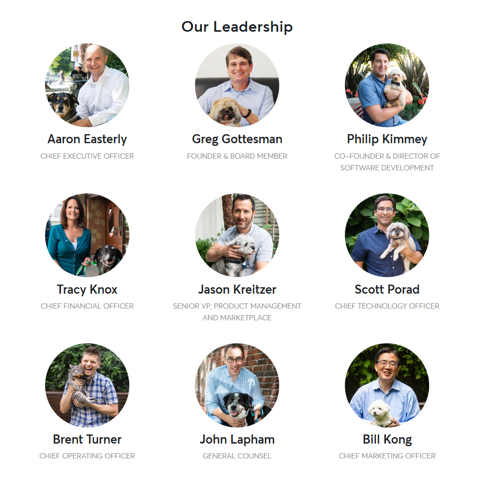 Our Leadership
Aaron Easterly
CHIEF EXECUTIVE OFFICER
Greg Gottesman
FOUNDER & BOARD MEMBER
Philip Kimmey
CO–FOUNDER & DIRECTOR OF
SOFTWARE DEVELOPMENT
Tracy Knox
CHIEF FINANCIAL OFFICER
Jason Kreitzer
SENIOR VP, PRODUCT MANAGEMENT
AND MARKETPLACE
Scott Porad
CHIEF TECHNOLOGY OFFICER
Brent Turner
CHIEF OPERATING OFFICER
John Lapham
GENERAL COUNSEL
Bill Kong
CHIEF MARKETING OFFICER